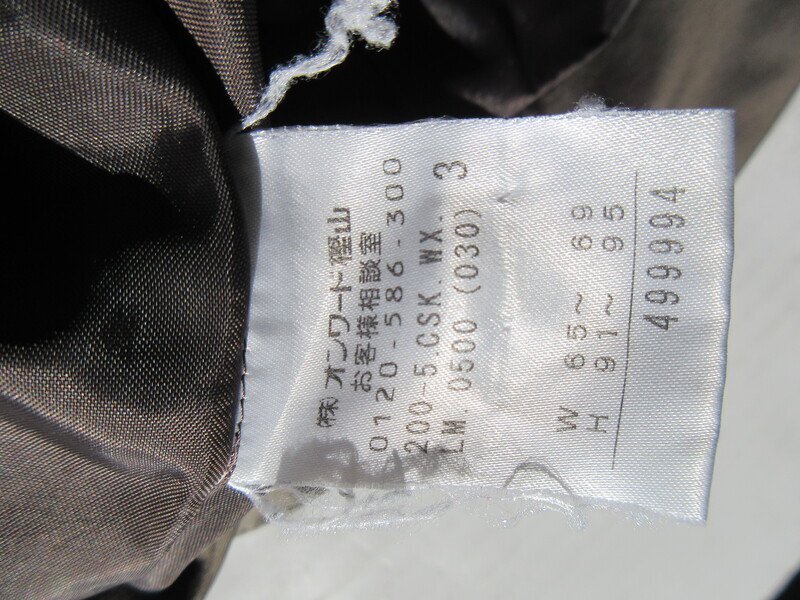 ㈱オンワード樫山
お客様相談室
0120-586-300
200-5.CSK.WX. 3
LM.0500 (030)
W 65~ 69
H 91~ 95
499994